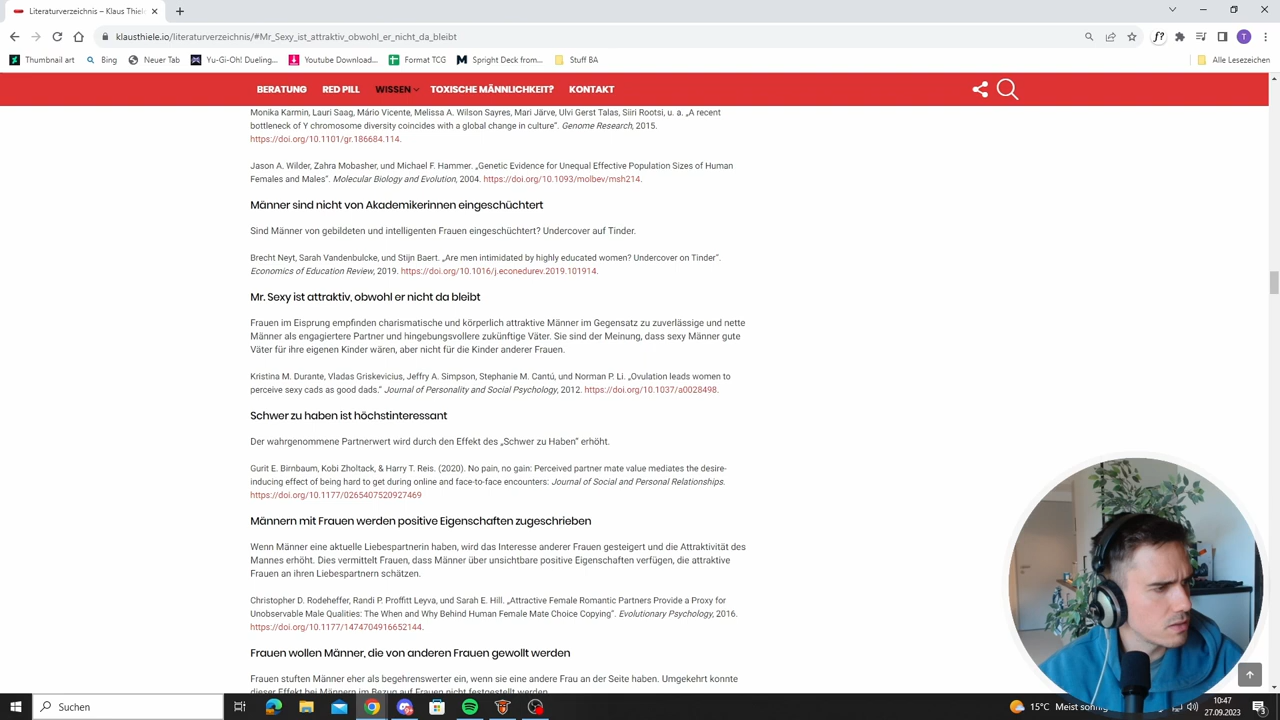 Literaturverzeichnis – Klaus Thiel
klausthiele.io/literaturverzeichnis/#Mr_Sexy_ist_attraktiv_obwohl_er_nicht_da_bleibt
Thumbnail art
Bing
Neuer Tab
Yu-Gi-Oh! Dueling...
Youtube Download...
Format TCG
Spright Deck from...
Stuff BA
Alle Lesezeichen
BERATUNG
RED PILL
WISSEN
TOXISCHE MÄNNLICHKEIT?
KONTAKT
Monika Karmin, Lauri Saag, Mário Vicente, Melissa A. Wilson Sayres, Mari Järve, Ulvi Gerst Talas, Siiri Rootsi, u. a. „A recent
bottleneck of Y chromosome diversity coincides with a global change in culture“. Genome Research, 2015.
https://doi.org/10.1101/gr.186684.114.
Jason A. Wilder, Zahra Mobasher, und Michael F. Hammer. „Genetic Evidence for Unequal Effective Population Sizes of Human
Females and Males“. Molecular Biology and Evolution, 2004. https://doi.org/10.1093/molbev/msh214.
Männer sind nicht von Akademikerinnen eingeschüchtert
Sind Männer von gebildeten und intelligenten Frauen eingeschüchtert? Undercover auf Tinder.
Brecht Neyt, Sarah Vandenbulcke, und Stijn Baert. „Are men intimidated by highly educated women? Undercover on Tinder“.
Economics of Education Review, 2019. https://doi.org/10.1016/j.econedurev.2019.101914.
Mr. Sexy ist attraktiv, obwohl er nicht da bleibt
Frauen im Eisprung empfinden charismatische und körperlich attraktive Männer im Gegensatz zu zuverlässige und nette
Männer als engagiertere Partner und hingebungsvollere zukünftige Väter. Sie sind der Meinung, dass sexy Männer gute
Väter für ihre eigenen Kinder wären, aber nicht für die Kinder anderer Frauen.
Kristina M. Durante, Vladas Griskevicius, Jeffry A. Simpson, Stephanie M. Cantú, und Norman P. Li. „Ovulation leads women to
perceive sexy cads as good dads.“ Journal of Personality and Social Psychology, 2012. https://doi.org/10.1037/a0028498.
Schwer zu haben ist höchstinteressant
Der wahrgenommene Partnerwert wird durch den Effekt des „Schwer zu Haben“ erhöht.
Gurit E. Birnbaum, Kobi Zholtack, & Harry T. Reis. (2020). No pain, no gain: Perceived partner mate value mediates the desire-
inducing effect of being hard to get during online and face-to-face encounters: Journal of Social and Personal Relationships.
https://doi.org/10.1177/0265407520927469
Männern mit Frauen werden positive Eigenschaften zugeschrieben
Wenn Männer eine aktuelle Liebespartnerin haben, wird das Interesse anderer Frauen gesteigert und die Attraktivität des
Mannes erhöht. Dies vermittelt Frauen, dass Männer über unsichtbare positive Eigenschaften verfügen, die attraktive
Frauen an ihren Liebespartnern schätzen.
Christopher D. Rodeheffer, Randi P. Proffitt Leyva, und Sarah E. Hill. „Attractive Female Romantic Partners Provide a Proxy for
Unobservable Male Qualities: The When and Why Behind Human Female Mate Choice Copying“. Evolutionary Psychology, 2016.
https://doi.org/10.1177/1474704916652144.
Frauen wollen Männer, die von anderen Frauen gewollt werden
Frauen stuften Männer eher als begehrenswerter ein, wenn sie eine andere Frau an der Seite haben. Umgekehrt konnte
dieser Effekt bei Männern im Bezug auf Frauen nicht festgestellt werden.
Suchen
15°C
Meist sonnig
10:47
27.09.2023